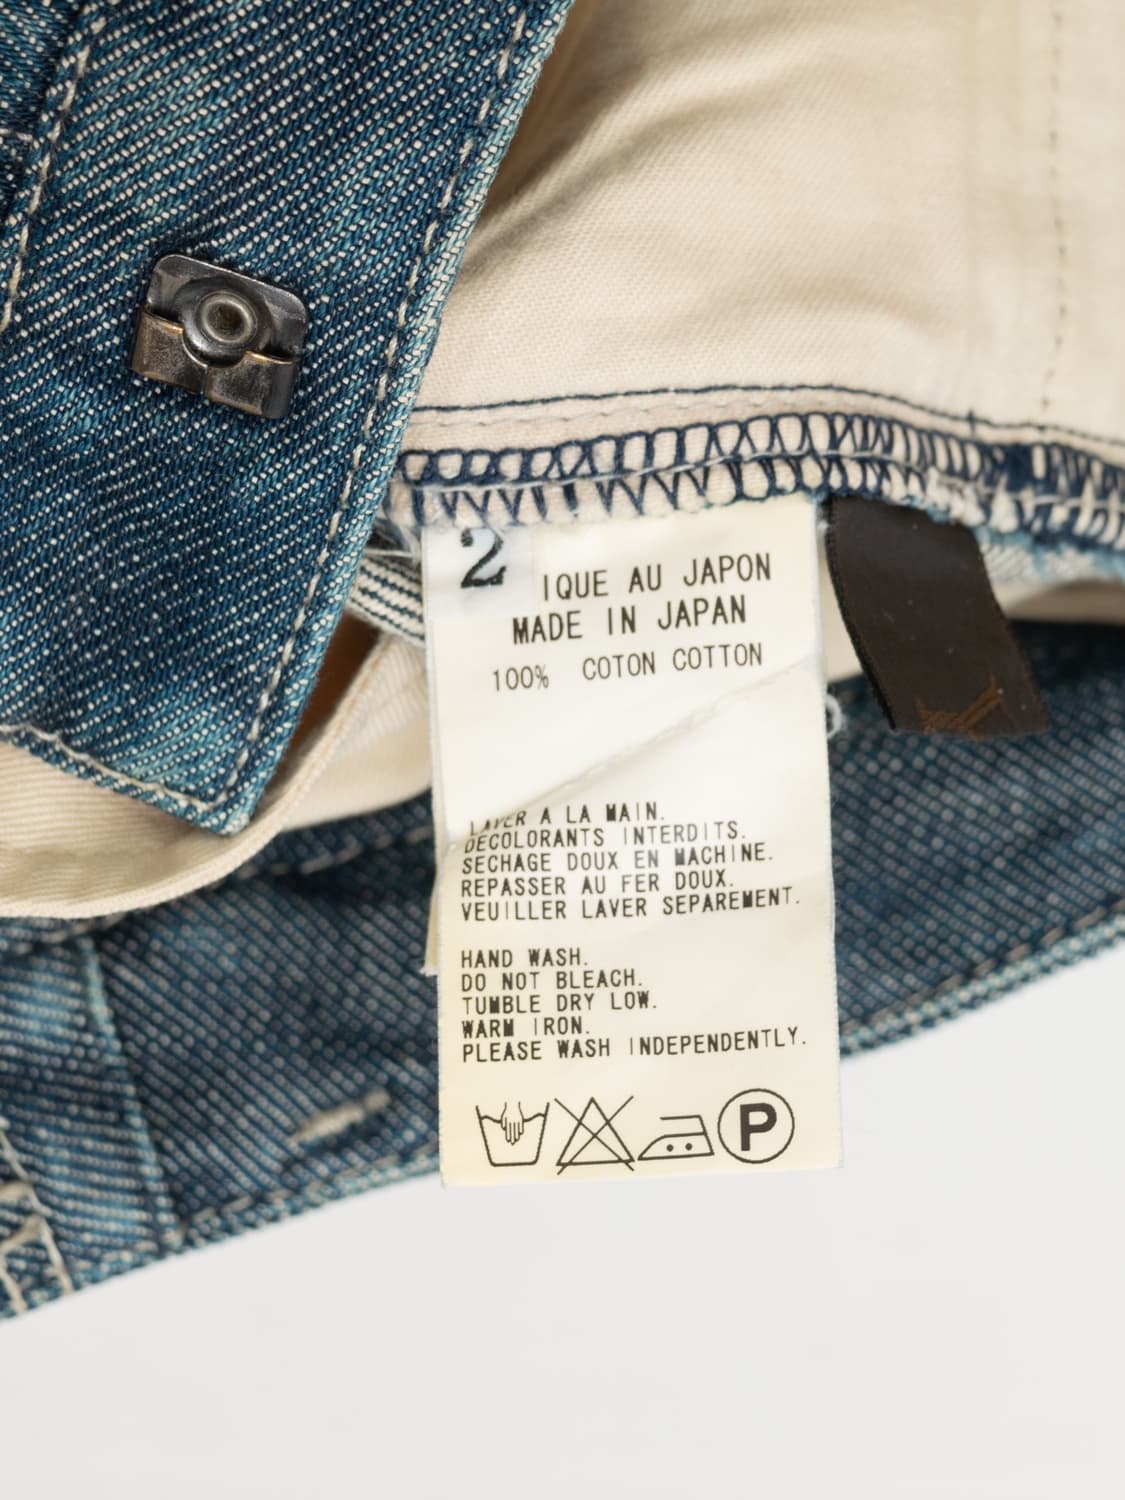 2
IQUE AU JAPON
MADE IN JAPAN
100% COTON COTTON
LAVER A LA MAIN.
DECOLORANTS INTERDITS.
SECHAGE DOUX EN MACHINE.
REPASSER AU FER DOUX.
VEUILLER LAVER SEPAREMENT.
HAND WASH.
DO NOT BLEACH.
TUMBLE DRY LOW.
WARM IRON.
PLEASE WASH INDEPENDENTLY.
P